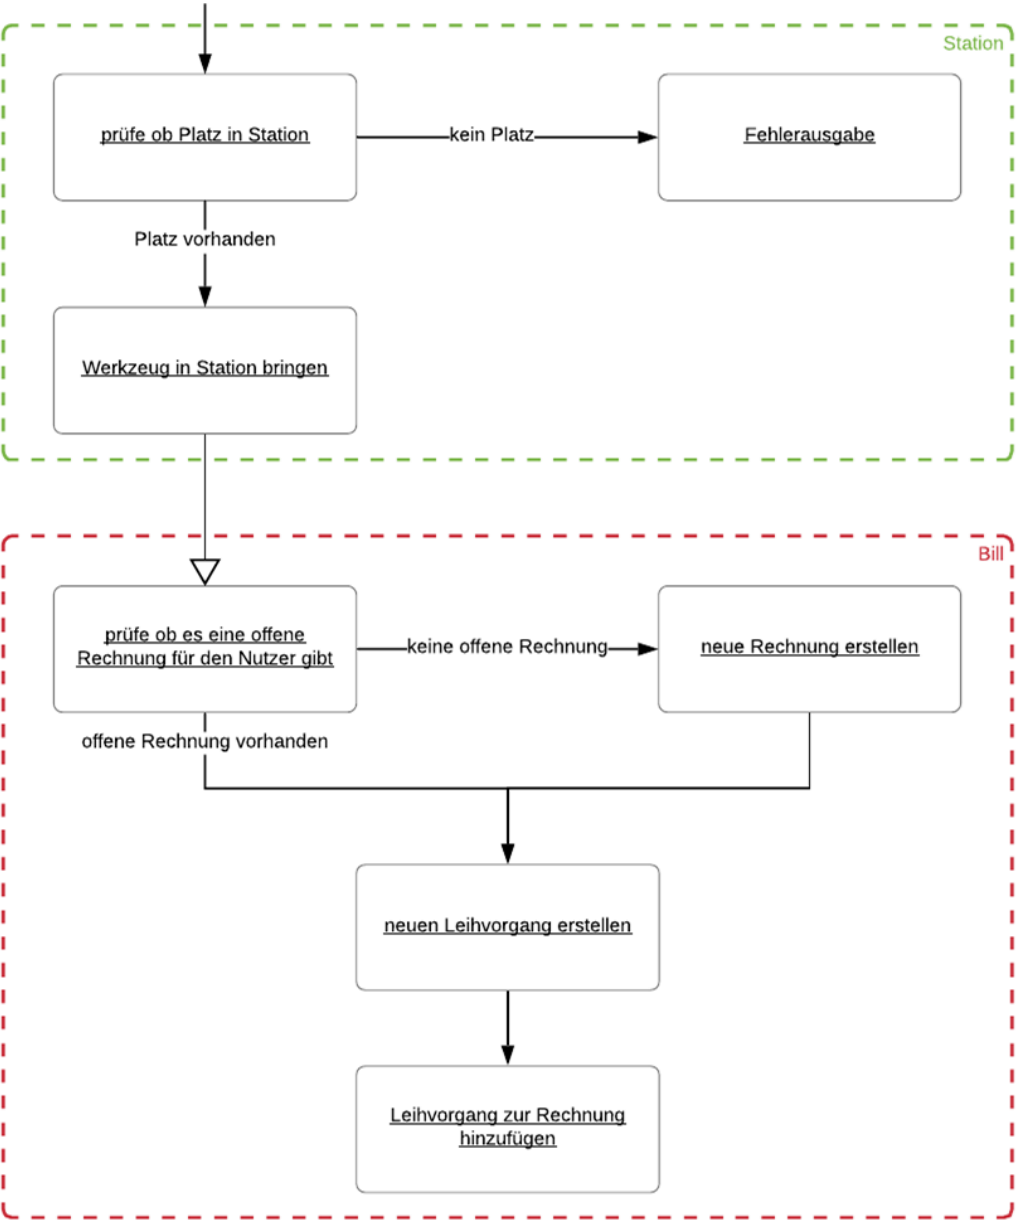 Station
prüfe ob Platz in Station
kein Platz
Fehlerausgabe
Platz vorhanden
Werkzeug in Station bringen
Bill
prüfe ob es eine offene
Rechnung für den Nutzer gibt
keine offene Rechnung
neue Rechnung erstellen
offene Rechnung vorhanden
neuen Leihvorgang erstellen
Leihvorgang zur Rechnung
hinzufügen